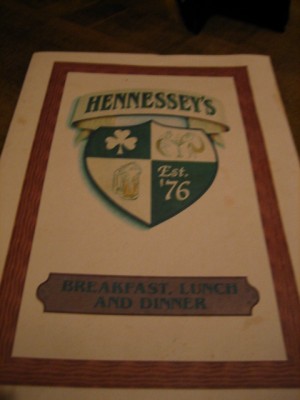 HENNESSEY'S
Est.
'76
BREAKFAST, LUNCH
AND DINNER